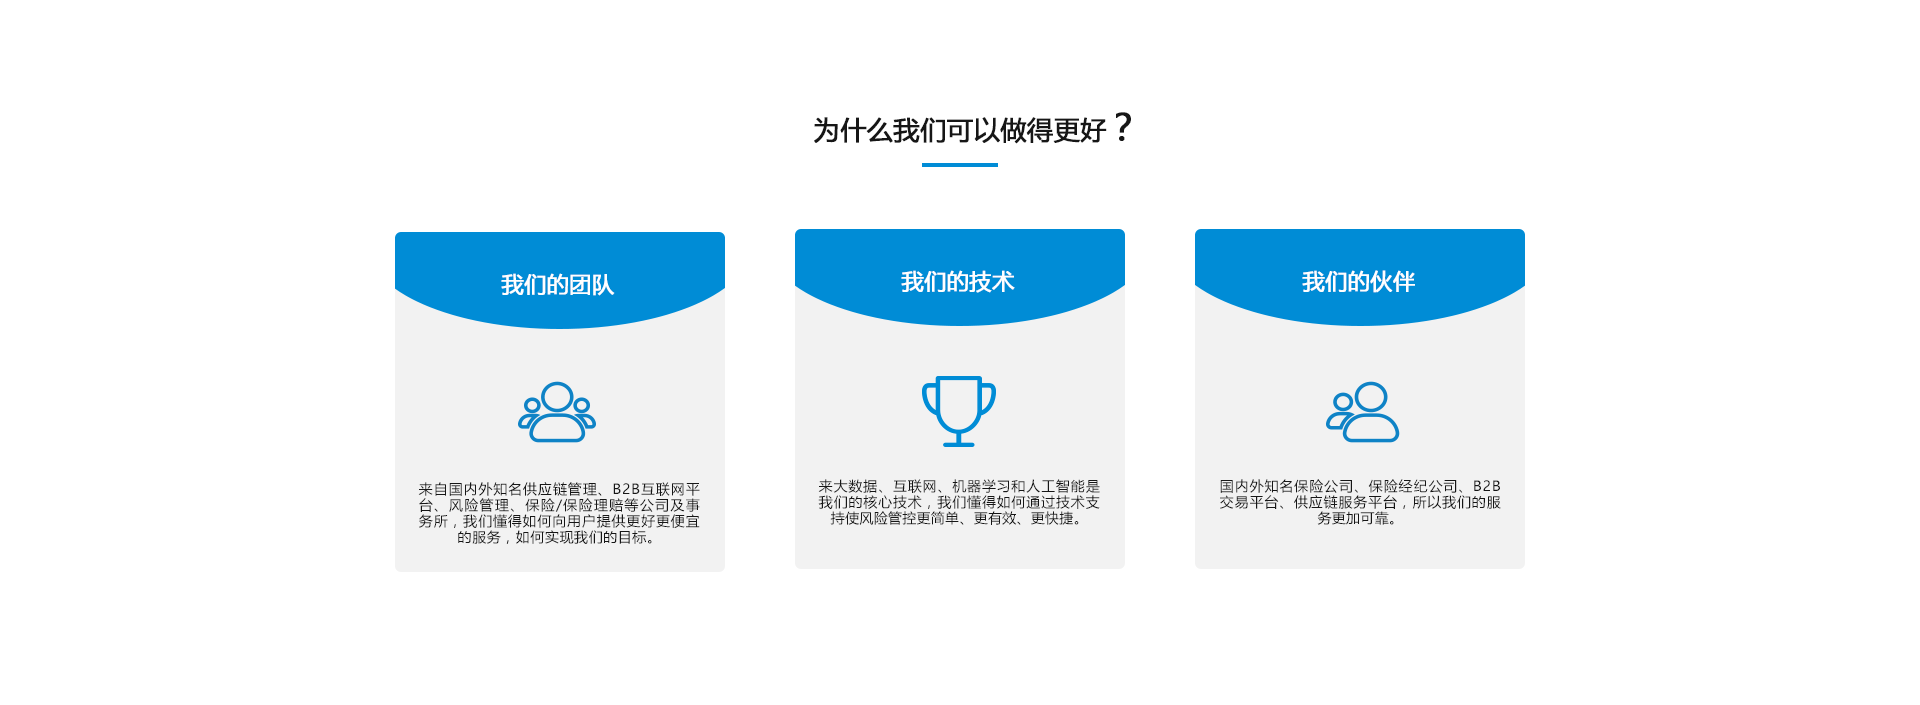 为什么我们可以做得更好？
我们的团队
来自国内外知名供应链管理、B2B互联网平
台、风险管理、保险/保险理赔等公司及事
务所，我们懂得如何向用户提供更好更便宜
的服务，如何实现我们的目标。
我们的技术
来大数据、互联网、机器学习和人工智能是
我们的核心技术，我们懂得如何通过技术支
持使风险管控更简单、更有效、更快捷。
我们的伙伴
国内外知名保险公司、保险经纪公司、B2B
交易平台、供应链服务平台，所以我们的服
务更加可靠。